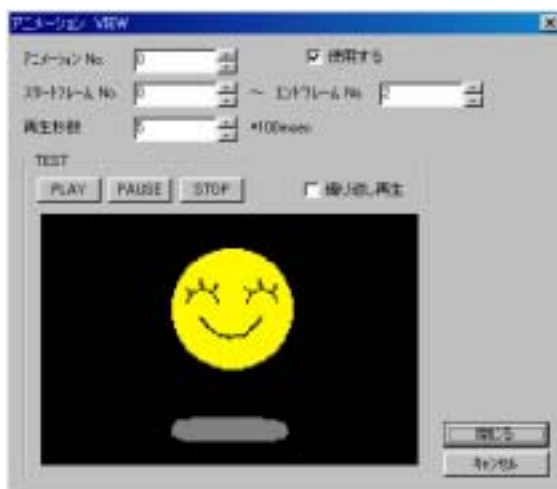 アニメーション VIEW
アニメーション No. 0 使用する
スタートフレーム No. 0 ～ エンドフレーム No. 2
再生秒数 5 *100msec
TEST
PLAY PAUSE STOP 繰り返し再生
閉じる
キャンセル